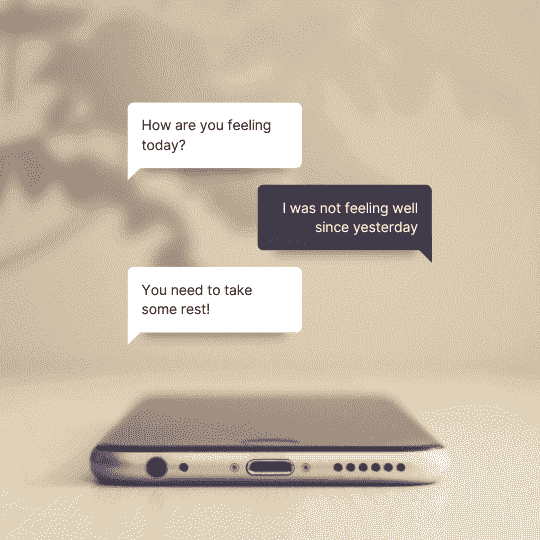 How are you feeling
today?
I was not feeling well
since yesterday
You need to take
some rest!